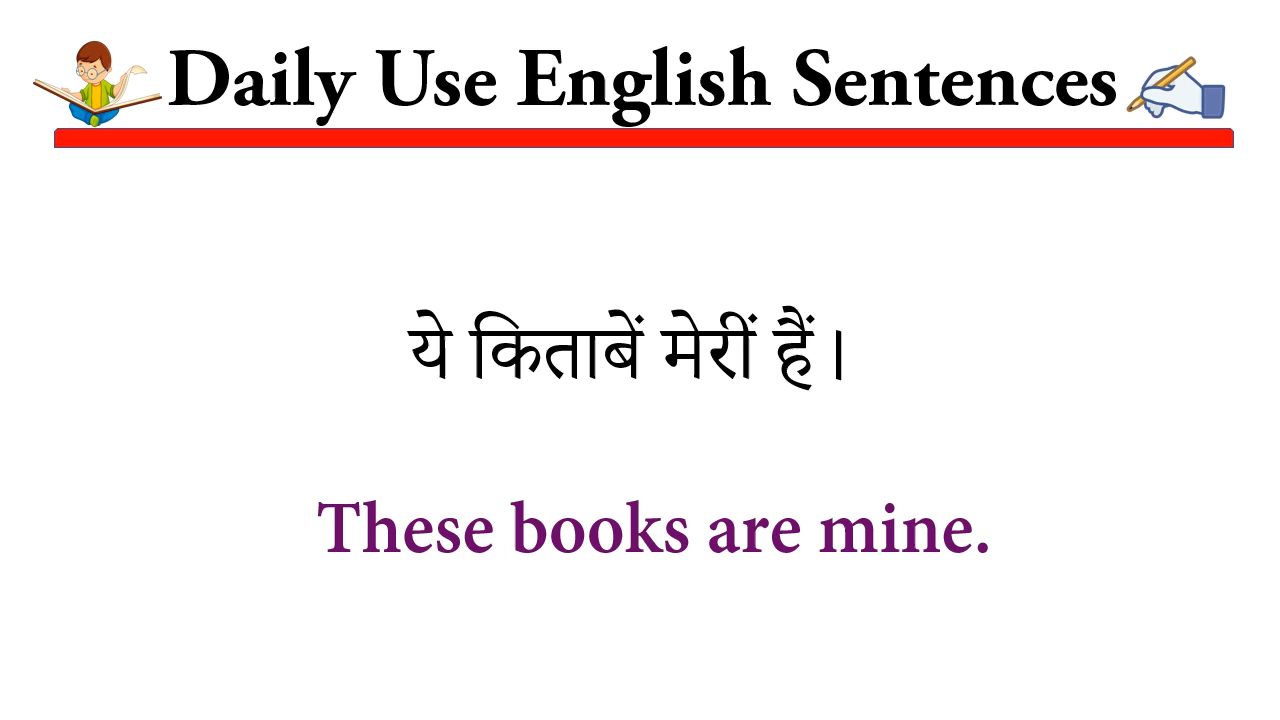 Daily Use English Sentences
ये किताबें मेरीं हैं।
These books are mine.